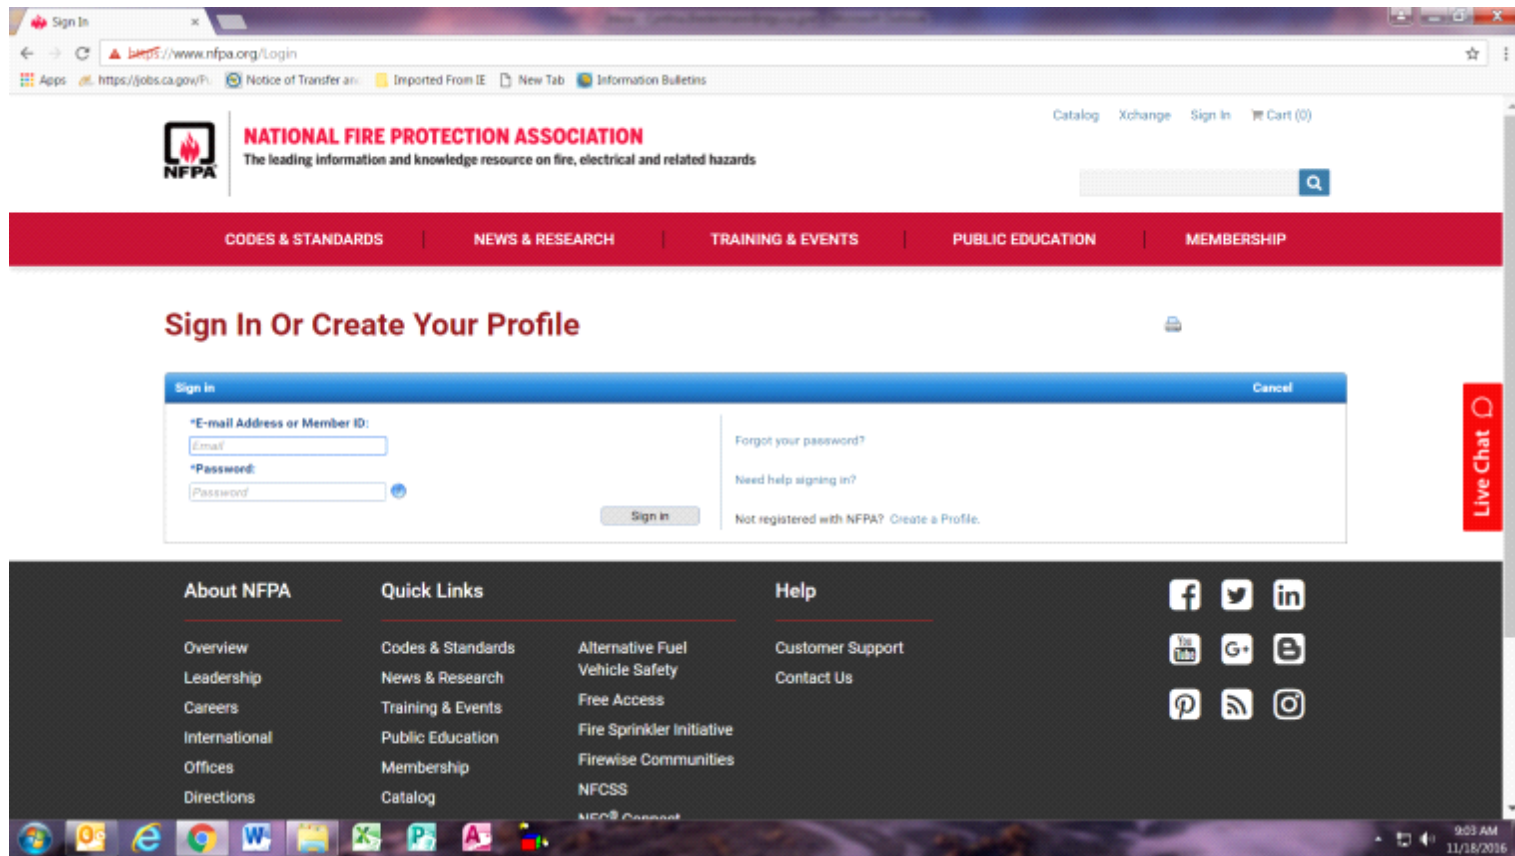 Sign In
https://www.nfpa.org/Login
Apps
https://jobs.ca.gov/Pu
Notice of Transfer an
Imported From IE
New Tab
Information Bulletins
NFPA
NATIONAL FIRE PROTECTION ASSOCIATION
The leading information and knowledge resource on fire, electrical and related hazards
Catalog Xchange Sign In Cart (0)
CODES & STANDARDS
NEWS & RESEARCH
TRAINING & EVENTS
PUBLIC EDUCATION
MEMBERSHIP
Sign In Or Create Your Profile
Sign in
Cancel
*E-mail Address or Member ID:
Email
*Password:
Password
Sign in
Forgot your password?
Need help signing in?
Not registered with NFPA? Create a Profile.
Live Chat
About NFPA
Overview
Leadership
Careers
International
Offices
Directions
Quick Links
Codes & Standards
News & Research
Training & Events
Public Education
Membership
Catalog
Alternative Fuel
Vehicle Safety
Free Access
Fire Sprinkler Initiative
Firewise Communities
NFCSS
NEC® Connect
Help
Customer Support
Contact Us
You
Tube
G+
9:03 AM
11/18/2016